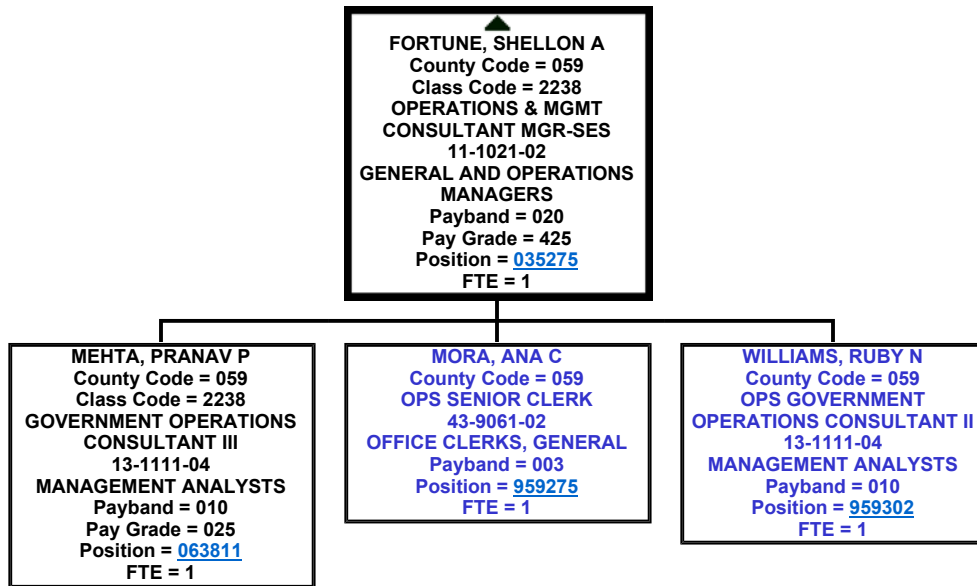 FORTUNE, SHELLON A
County Code = 059
Class Code = 2238
OPERATIONS & MGMT
CONSULTANT MGR-SES
11-1021-02
GENERAL AND OPERATIONS
MANAGERS
Payband = 020
Pay Grade = 425
Position = 035275
FTE = 1
MEHTA, PRANAV P
County Code = 059
Class Code = 2238
GOVERNMENT OPERATIONS
CONSULTANT III
13-1111-04
MANAGEMENT ANALYSTS
Payband = 010
Pay Grade = 025
Position = 063811
FTE = 1
MORA, ANA C
County Code = 059
OPS SENIOR CLERK
43-9061-02
OFFICE CLERKS, GENERAL
Payband = 003
Position = 959275
FTE = 1
WILLIAMS, RUBY N
County Code = 059
OPS GOVERNMENT
OPERATIONS CONSULTANT II
13-1111-04
MANAGEMENT ANALYSTS
Payband = 010
Position = 959302
FTE = 1